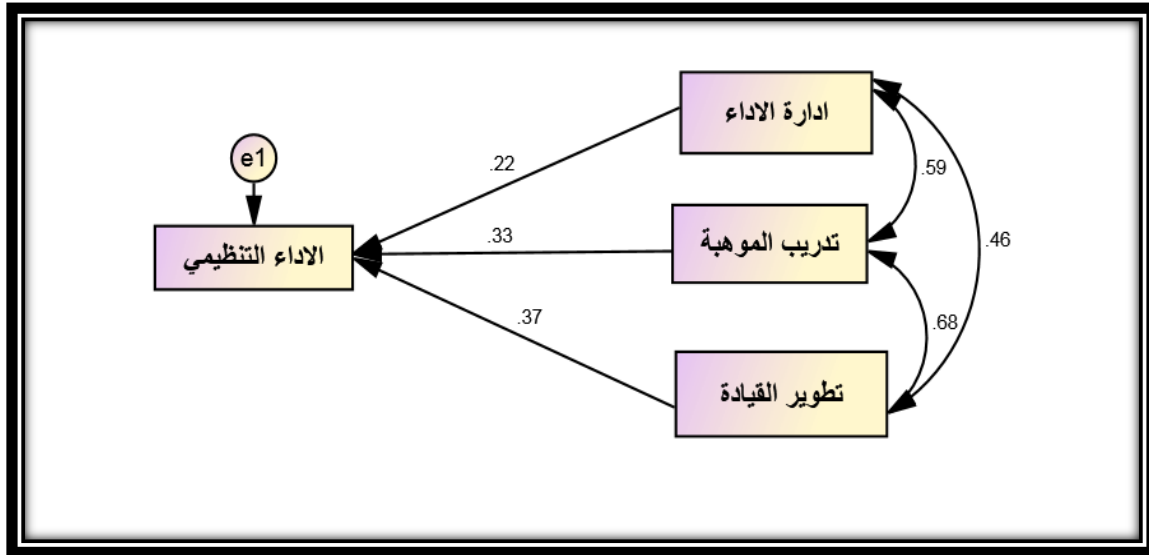 ادارة الاداء
e1
.22
.59
الاداء التنظيمي
.33
تدريب الموهبة
.46
.37
.68
تطوير القيادة